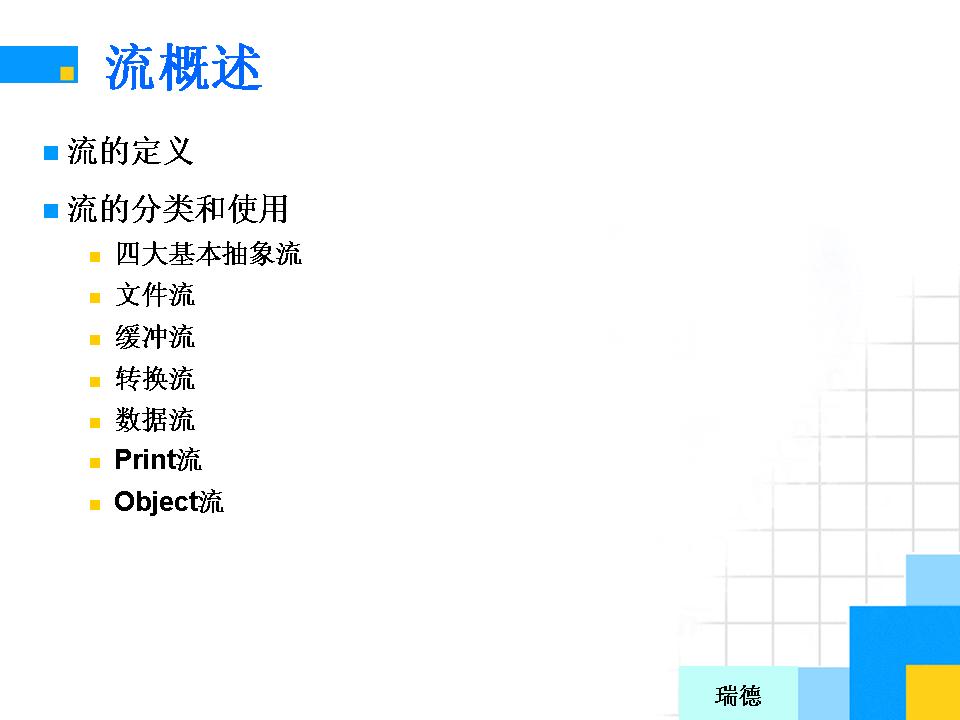 流概述
流的定义
流的分类和使用
四大基本抽象流
文件流
缓冲流
转换流
数据流
Print流
Object流
瑞德